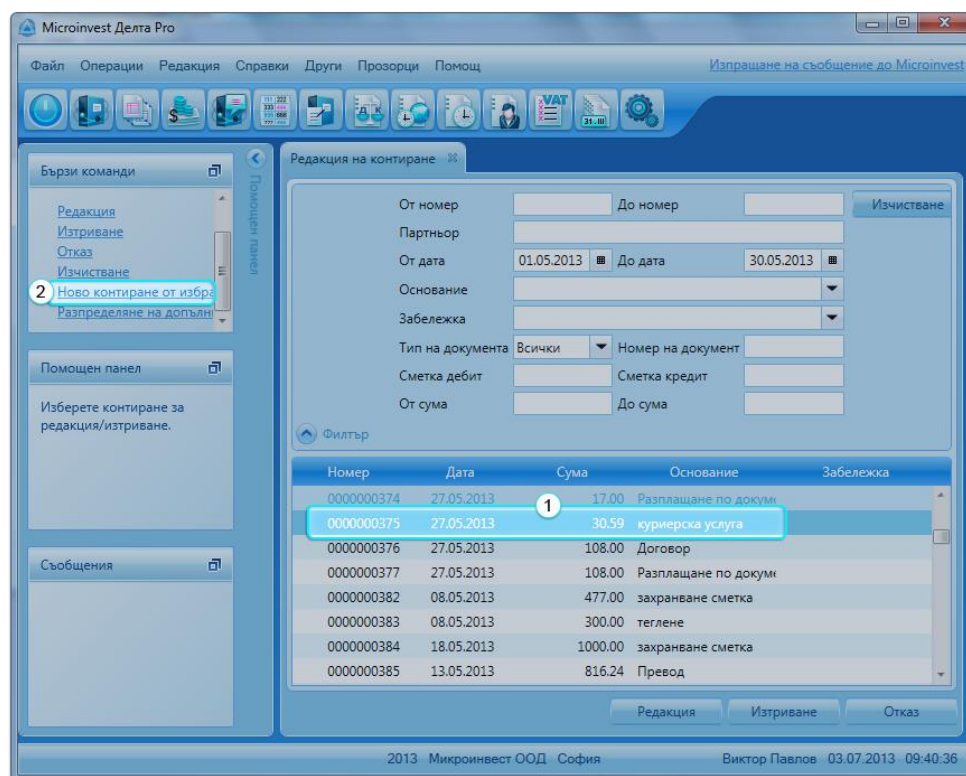 Microinvest Делта Pro
Файл Операции Редакция Справки Други Прозорци Помощ Изпращане на съобщение до Microinvest
VAT
31.III
Бързи команди
Редакция
Изтриване
Отказ
Изчистване
2 Ново контиране от избра
Разпределяне на допълн
Помощен панел
Изберете контиране за
редакция/изтриване.
Съобщения
Помощен панел
Редакция на контиране
От номер До номер Изчистване
Партньор
От дата 01.05.2013 До дата 30.05.2013
Основание
Забележка
Тип на документа Всички Номер на документ
Сметка дебит Сметка кредит
От сума До сума
Филтър
Номер Дата Сума Основание Забележка
0000000374 27.05.2013 17.00 Разплащане по докуме
1
0000000375 27.05.2013 30.59 куриерска услуга
0000000376 27.05.2013 108.00 Договор
0000000377 27.05.2013 108.00 Разплащане по докуме
0000000382 08.05.2013 477.00 захранване сметка
0000000383 08.05.2013 300.00 теглене
0000000384 18.05.2013 1000.00 захранване сметка
0000000385 13.05.2013 816.24 Превод
Редакция Изтриване Отказ
2013 Микроинвест ООД София Виктор Павлов 03.07.2013 09:40:36